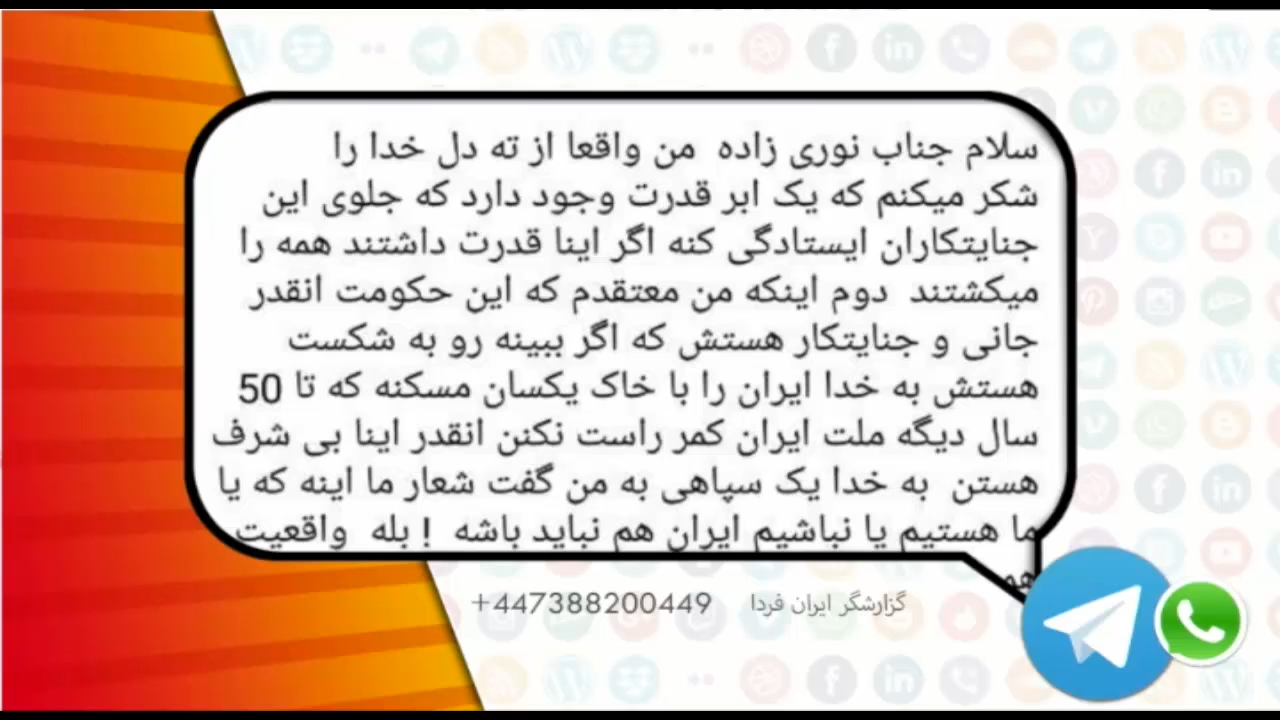 سلام جناب نوری زاده من واقعا از ته دل خدا را
شکر میکنم که یک ابر قدرت وجود دارد که جلوی این
جنایتکاران ایستادگی کنه اگر اینا قدرت داشتند همه را
میکشتند دوم اینکه من معتقدم که این حکومت انقدر
جانی و جنایتکار هستش که اگر ببینه رو به شکست
هستش به خدا ایران را با خاک یکسان مسکنه که تا 50
سال دیگه ملت ایران کمر راست نکنن انقدر اینا بی شرف
هستن به خدا یک سپاهی به من گفت شعار ما اینه که یا
ما هستیم یا نباشیم ایران هم نباید باشه ! بله واقعیت
گزارشگر ایران فردا +447388200449